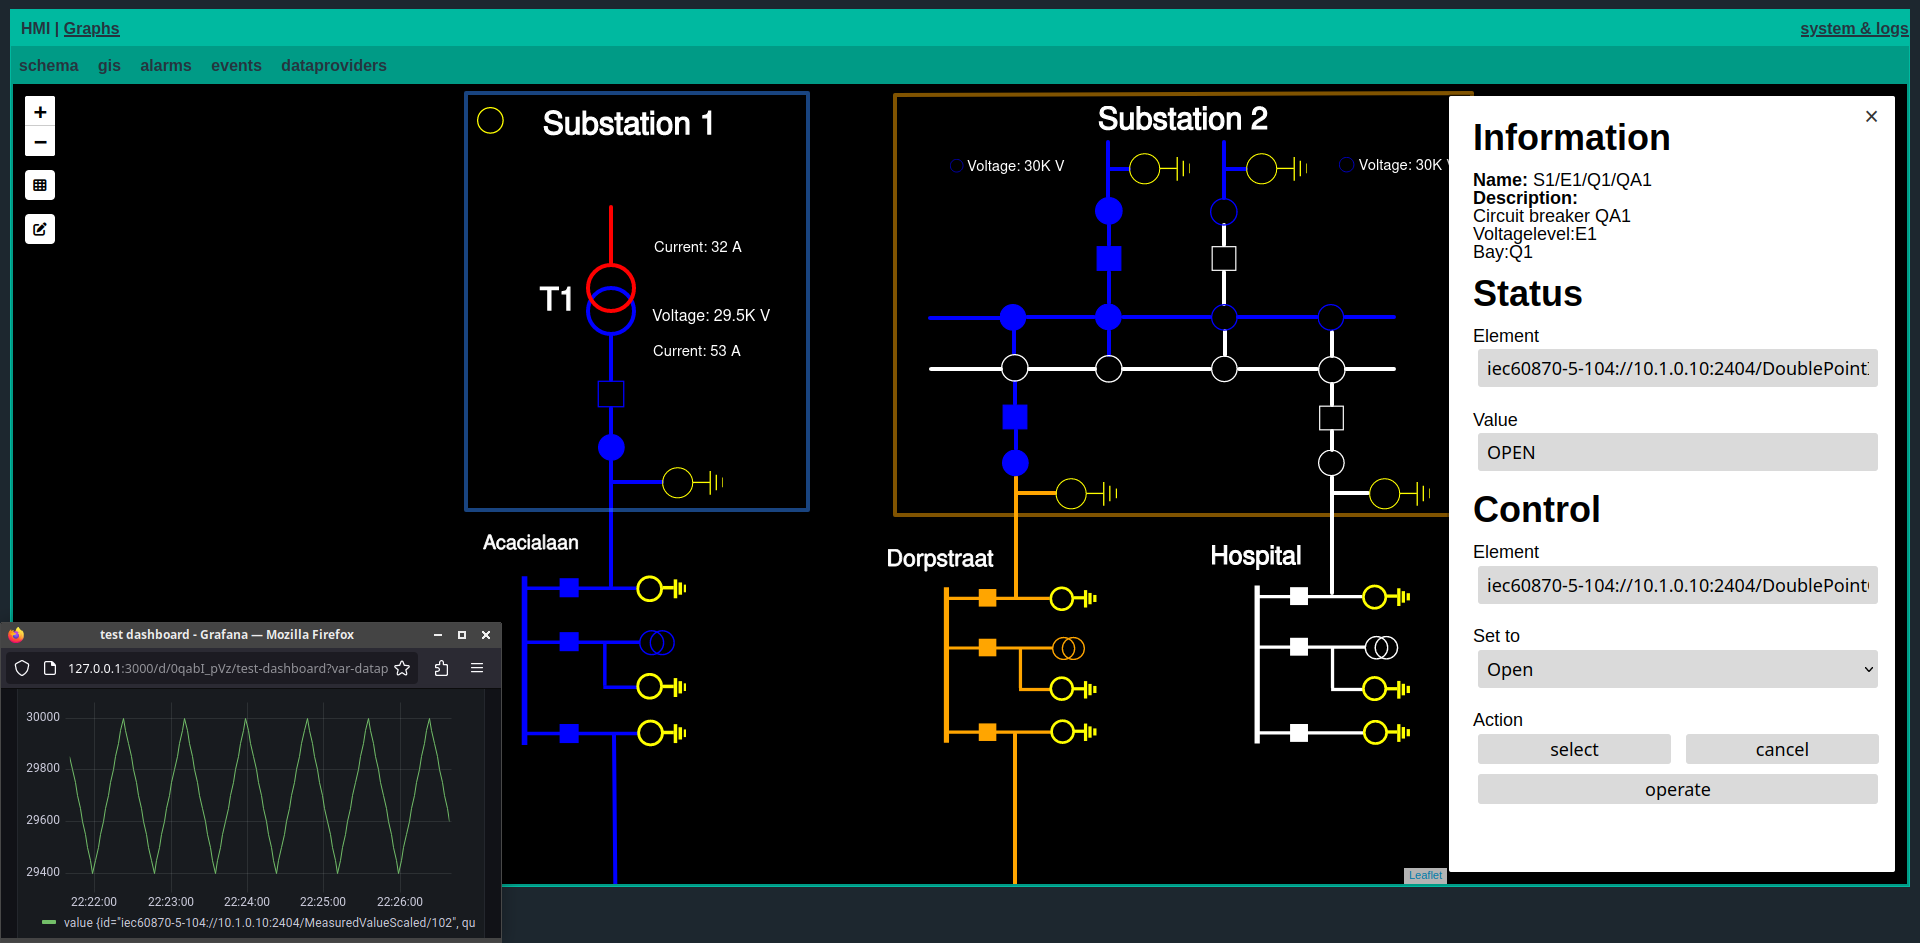 HMI | Graphs
system & logs
schema gis alarms events dataproviders
+
−
Substation 1
Current: 32 A
T1
Voltage: 29.5K V
Current: 53 A
Substation 2
Voltage: 30K V
Voltage: 30K
Acacialaan
Dorpstraat
Hospital
Leaflet
×
Information
Name: S1/E1/Q1/QA1
Description:
Circuit breaker QA1
Voltagelevel:E1
Bay:Q1
Status
Element
iec60870-5-104://10.1.0.10:2404/DoublePoint
Value
OPEN
Control
Element
iec60870-5-104://10.1.0.10:2404/DoublePoint
Set to
Open
Action
select cancel
operate
test dashboard - Grafana — Mozilla Firefox
127.0.0.1:3000/d/0qabI_pVz/test-dashboard?var-datap
30000
29800
29600
29400
22:22:00 22:23:00 22:24:00 22:25:00 22:26:00
value {id="iec60870-5-104://10.1.0.10:2404/MeasuredValueScaled/102", qu